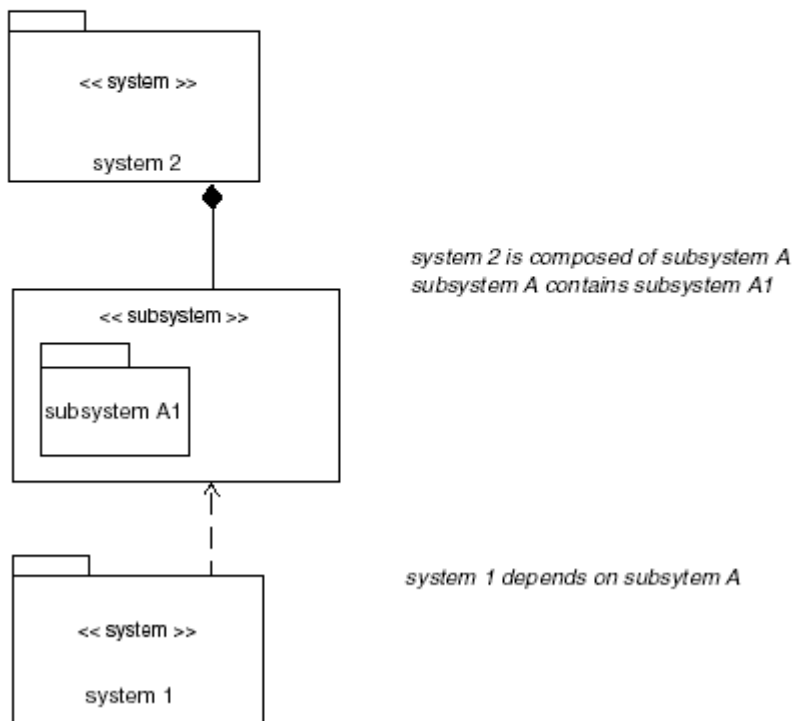 << system >>
system 2
system 2 is composed of subsystem A
subsystem A contains subsystem A1
<< subsystem >>
subsystem A1
system 1 depends on subsytem A
<< system >>
system 1